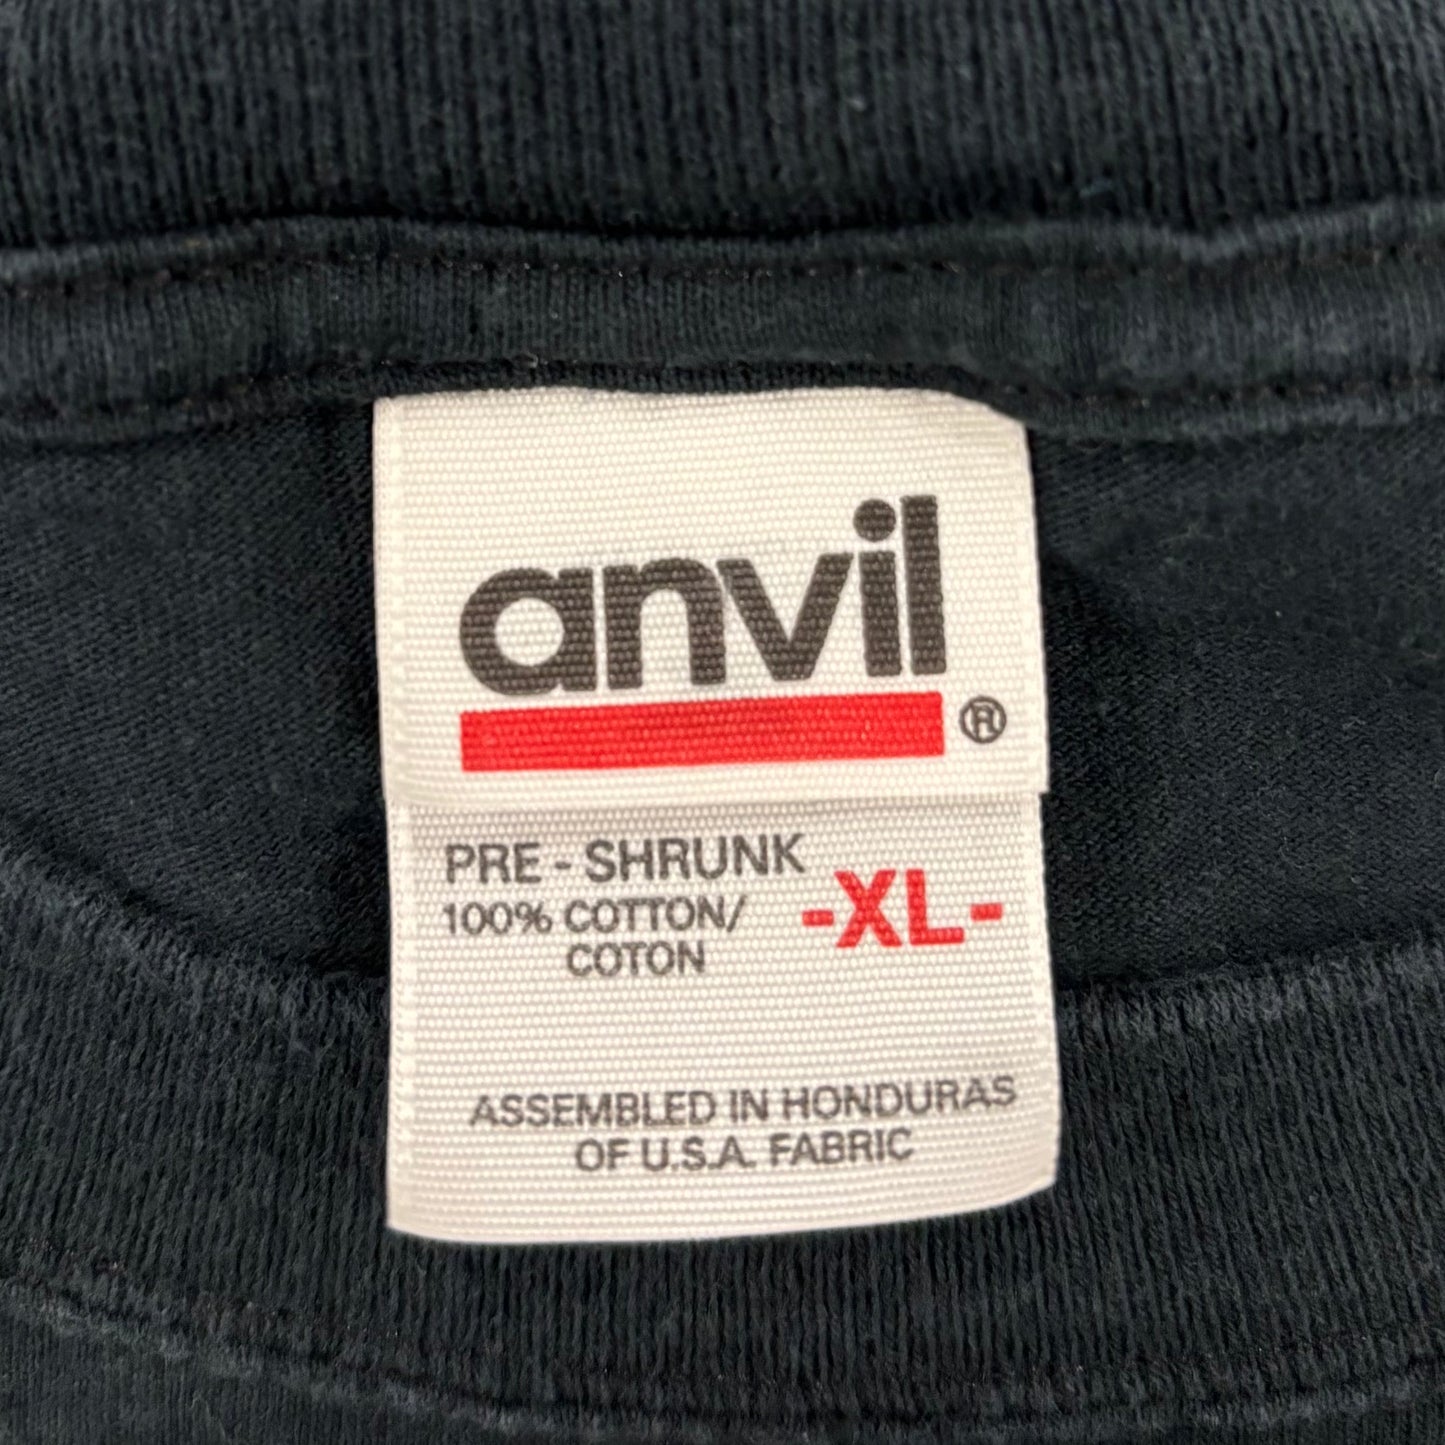 anvil ®
PRE - SHRUNK
100% COTTON/
COTON
-XL-
ASSEMBLED IN HONDURAS
OF U.S.A. FABRIC